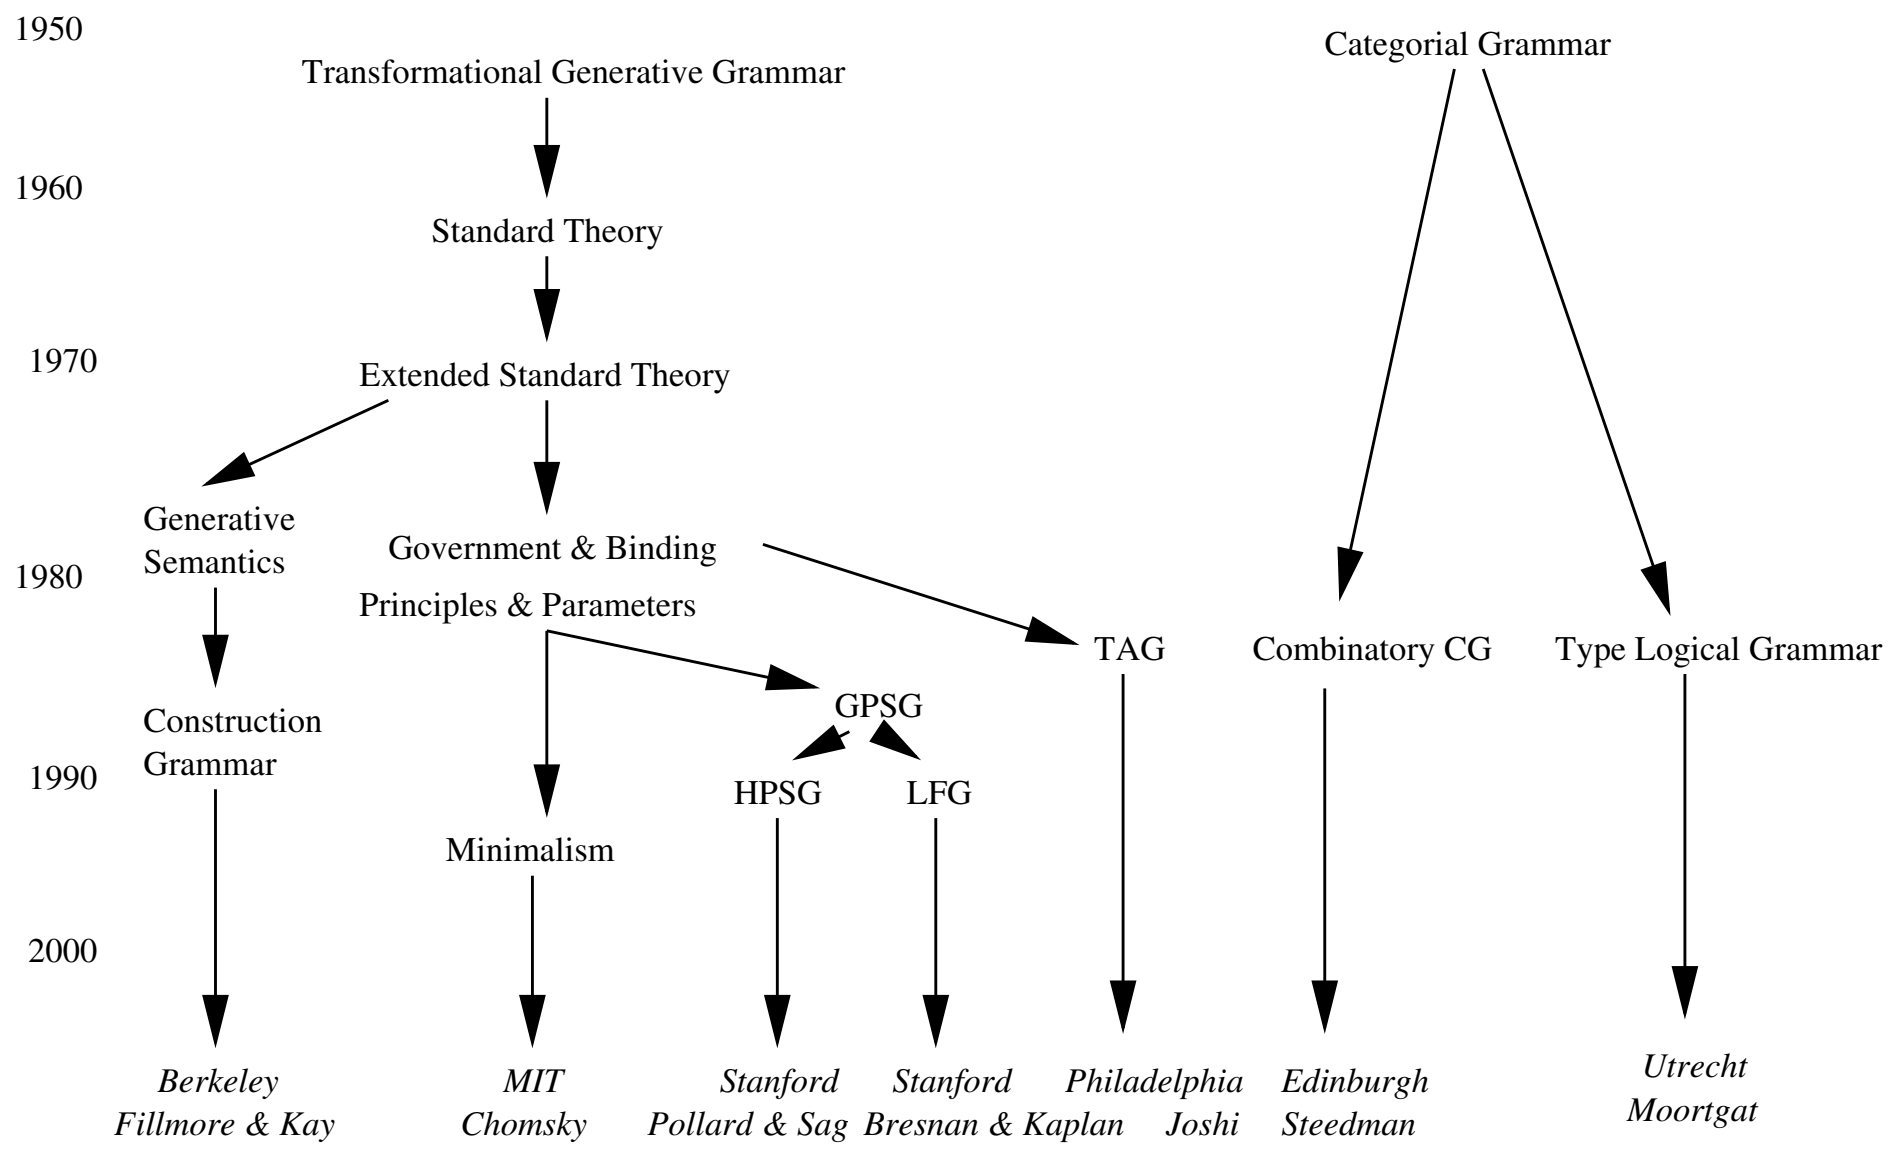 1950
Categorial Grammar
Transformational Generative Grammar
1960
Standard Theory
1970
Extended Standard Theory
Generative
Semantics
Government & Binding
1980
Principles & Parameters
TAG
Combinatory CG
Type Logical Grammar
GPSG
Construction
Grammar
1990
HPSG
LFG
Minimalism
2000
Berkeley
Fillmore & Kay
MIT
Chomsky
Stanford
Pollard & Sag
Stanford
Bresnan & Kaplan
Philadelphia
Joshi
Edinburgh
Steedman
Utrecht
Moortgat